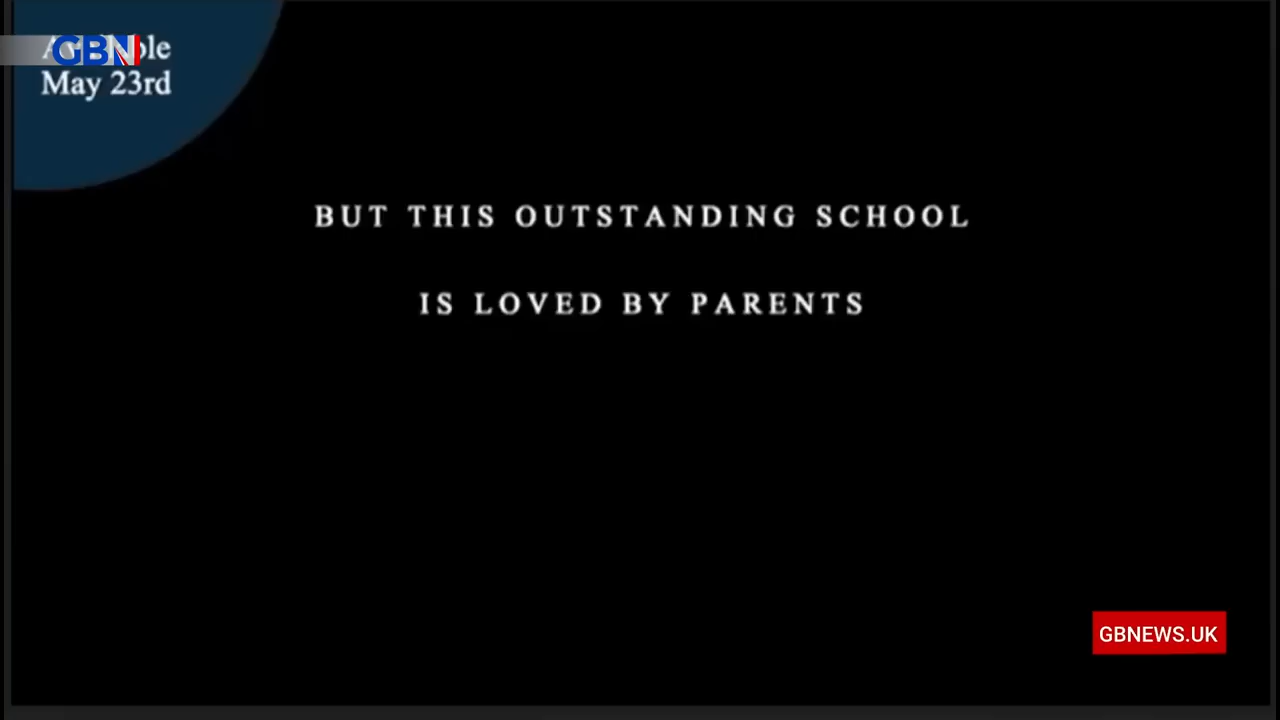 GBN
May 23rd
BUT THIS OUTSTANDING SCHOOL
IS LOVED BY PARENTS
GBNEWS.UK